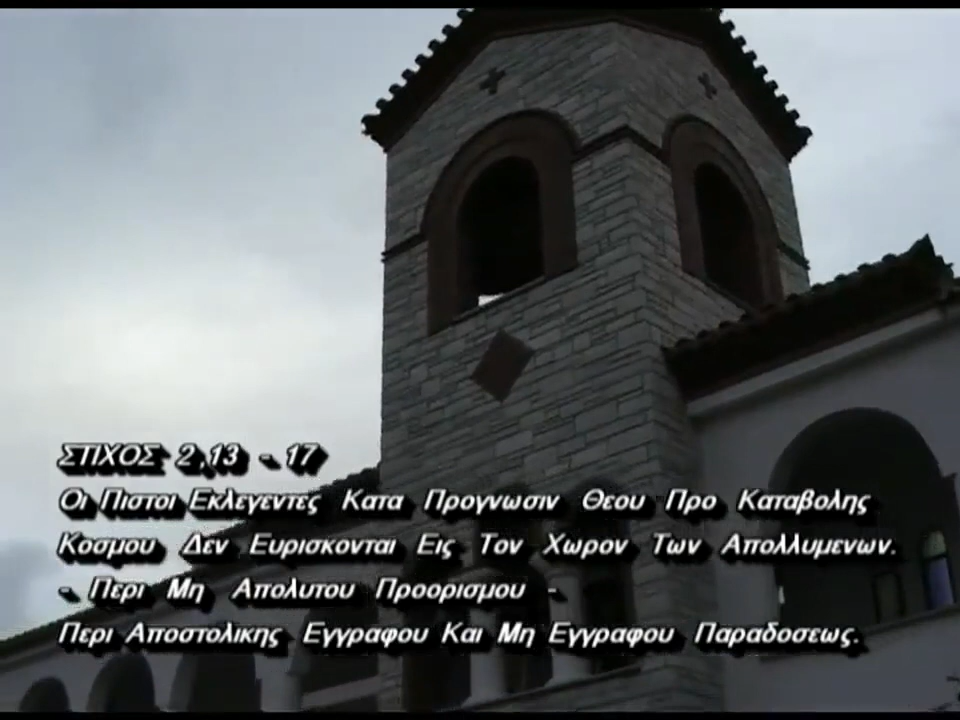 ΣΤΙΧΟΣ 2,13 - 17
Οι Πιστοι Εκλεγεντες Κατα Προγνωσιν Θεου Προ Καταβολης
Κοσμου Δεν Ευρισκονται Εις Τον Χωρον Των Απολλυμενων.
- Περι Μη Απολυτου Προορισμου -
Περι Αποστολικης Εγγραφου Και Μη Εγγραφου Παραδοσεως.